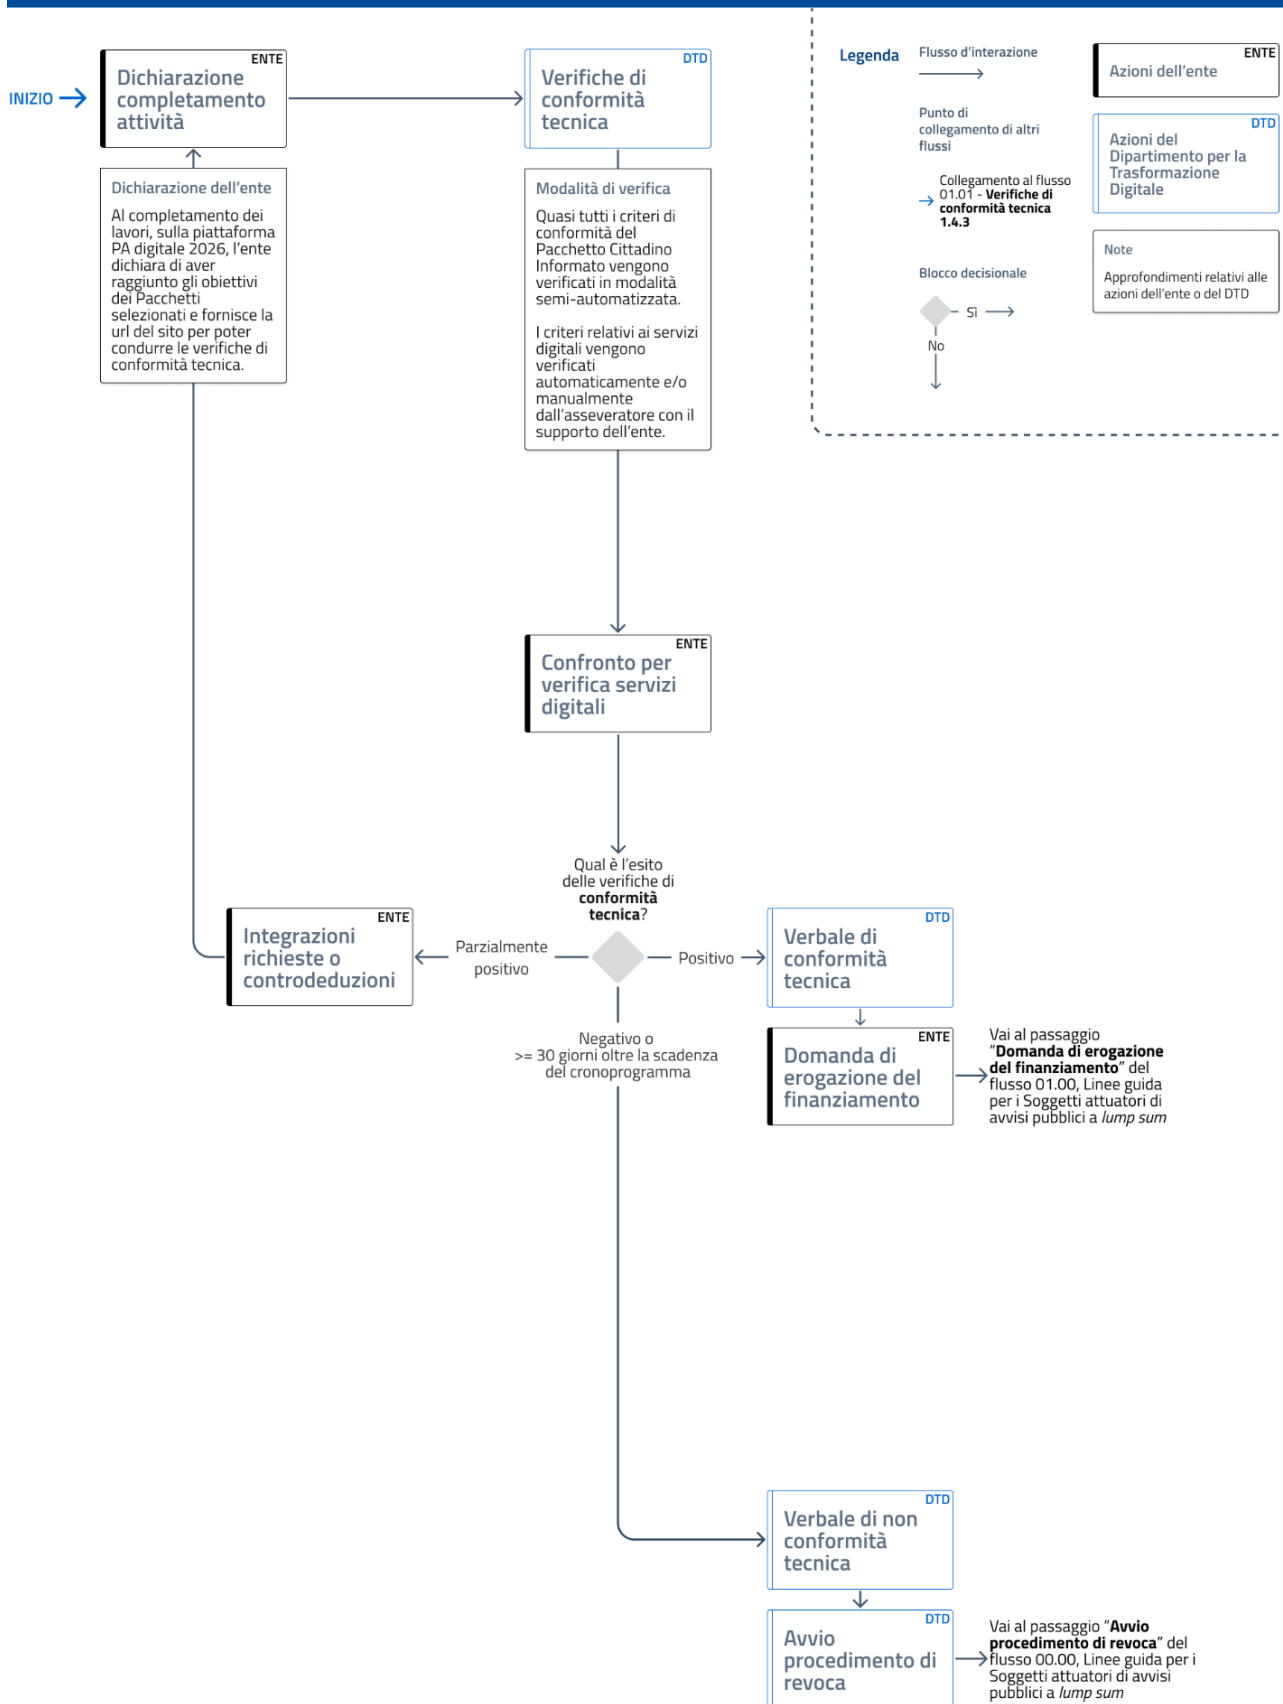 INIZIO
ENTE
Dichiarazione
completamento
attività
Dichiarazione dell'ente
Al completamento dei
lavori, sulla piattaforma
PA digitale 2026, l'ente
dichiara di aver
raggiunto gli obiettivi
dei Pacchetti
selezionati e fornisce la
url del sito per poter
condurre le verifiche di
conformità tecnica.
DTD
Verifiche di
conformità
tecnica
Modalità di verifica
Quasi tutti i criteri di
conformità del
Pacchetto Cittadino
Informato vengono
verificati in modalità
semi-automatizzata.
I criteri relativi ai servizi
digitali vengono
verificati
automaticamente e/o
manualmente
dall'asseveratore con il
supporto dell'ente.
Legenda
Flusso d'interazione
Punto di
collegamento di altri
flussi
Collegamento al flusso
01.01 - Verifiche di
conformità tecnica
1.4.3
Blocco decisionale
Sì
No
ENTE
Azioni dell'ente
DTD
Azioni del
Dipartimento per la
Trasformazione
Digitale
Note
Approfondimenti relativi alle
azioni dell'ente o del DTD
ENTE
Confronto per
verifica servizi
digitali
Qual è l'esito
delle verifiche di
conformità
tecnica?
ENTE
Integrazioni
richieste o
controdeduzioni
Parzialmente
positivo
Positivo
DTD
Verbale di
conformità
tecnica
Negativo o
>= 30 giorni oltre la scadenza
del cronoprogramma
ENTE
Domanda di
erogazione del
finanziamento
Vai al passaggio
"Domanda di erogazione
del finanziamento" del
flusso 01.00, Linee guida
per i Soggetti attuatori di
avvisi pubblici a lump sum
DTD
Verbale di non
conformità
tecnica
DTD
Avvio
procedimento di
revoca
Vai al passaggio "Avvio
procedimento di revoca" del
flusso 00.00, Linee guida per i
Soggetti attuatori di avvisi
pubblici a lump sum